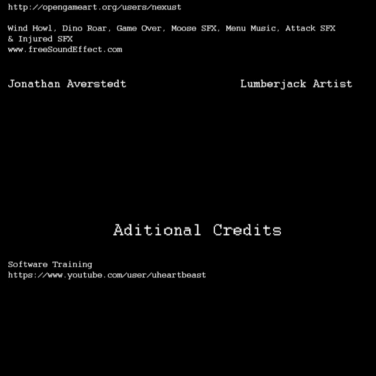 http://opengameart.org/users/nexust
Wind Howl, Dino Roar, Game Over, Moose SFX, Menu Music, Attack SFX
& Injured SFX
www.freeSoundEffect.com
Jonathan Averstedt Lumberjack Artist
Aditional Credits
Software Training
https://www.youtube.com/user/uheartbeast